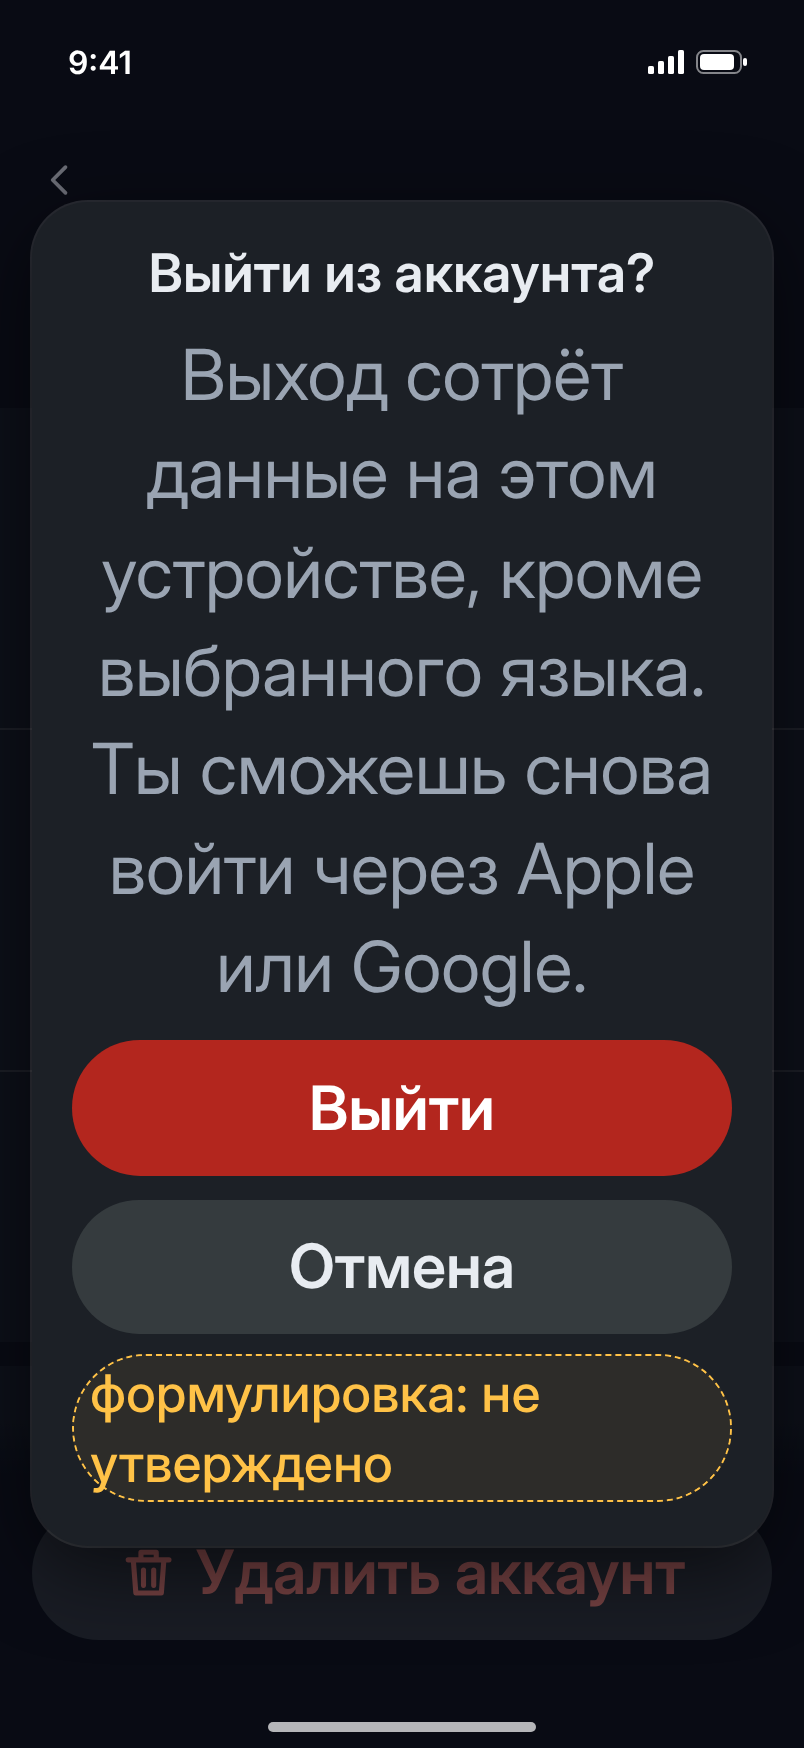 9:41
Выйти из аккаунта?
Выход сотрёт
данные на этом
устройстве, кроме
выбранного языка.
Ты сможешь снова
войти через Apple
или Google.
Выйти
Отмена
формулировка: не
утверждено
Удалить аккаунт